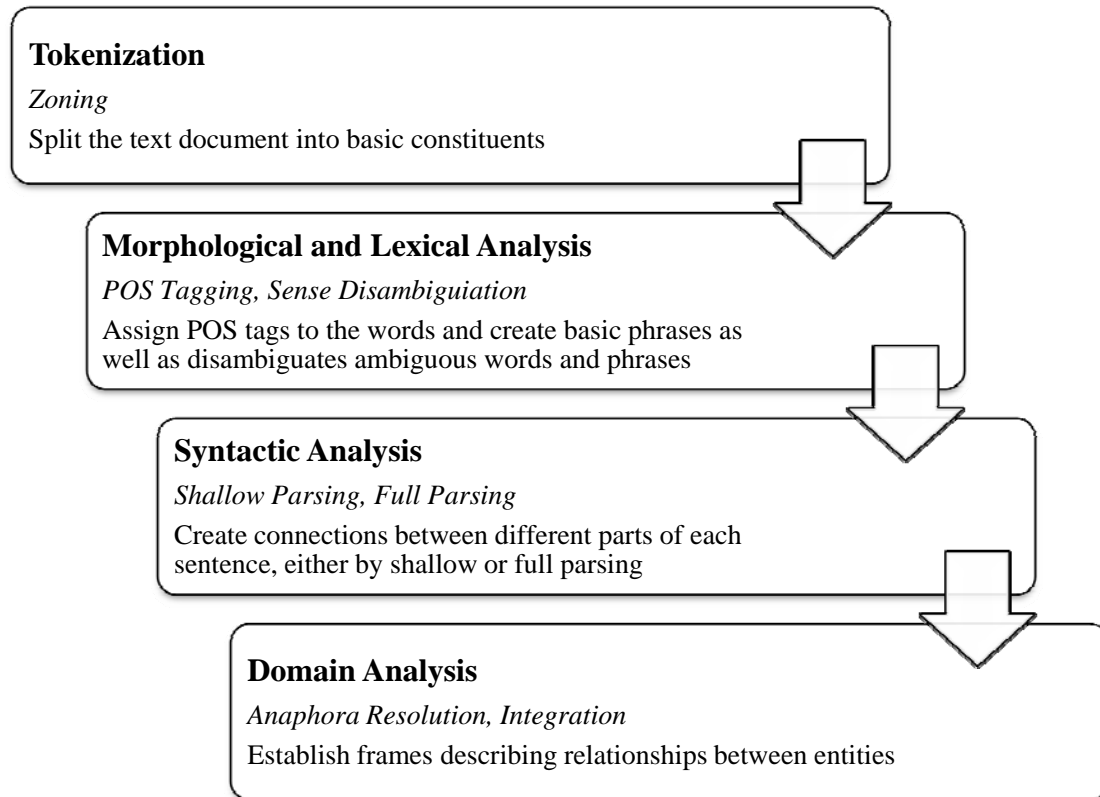 Tokenization
Zoning
Split the text document into basic constituents
Morphological and Lexical Analysis
POS Tagging, Sense Disambiguiation
Assign POS tags to the words and create basic phrases as
well as disambiguates ambiguous words and phrases
Syntactic Analysis
Shallow Parsing, Full Parsing
Create connections between different parts of each
sentence, either by shallow or full parsing
Domain Analysis
Anaphora Resolution, Integration
Establish frames describing relationships between entities